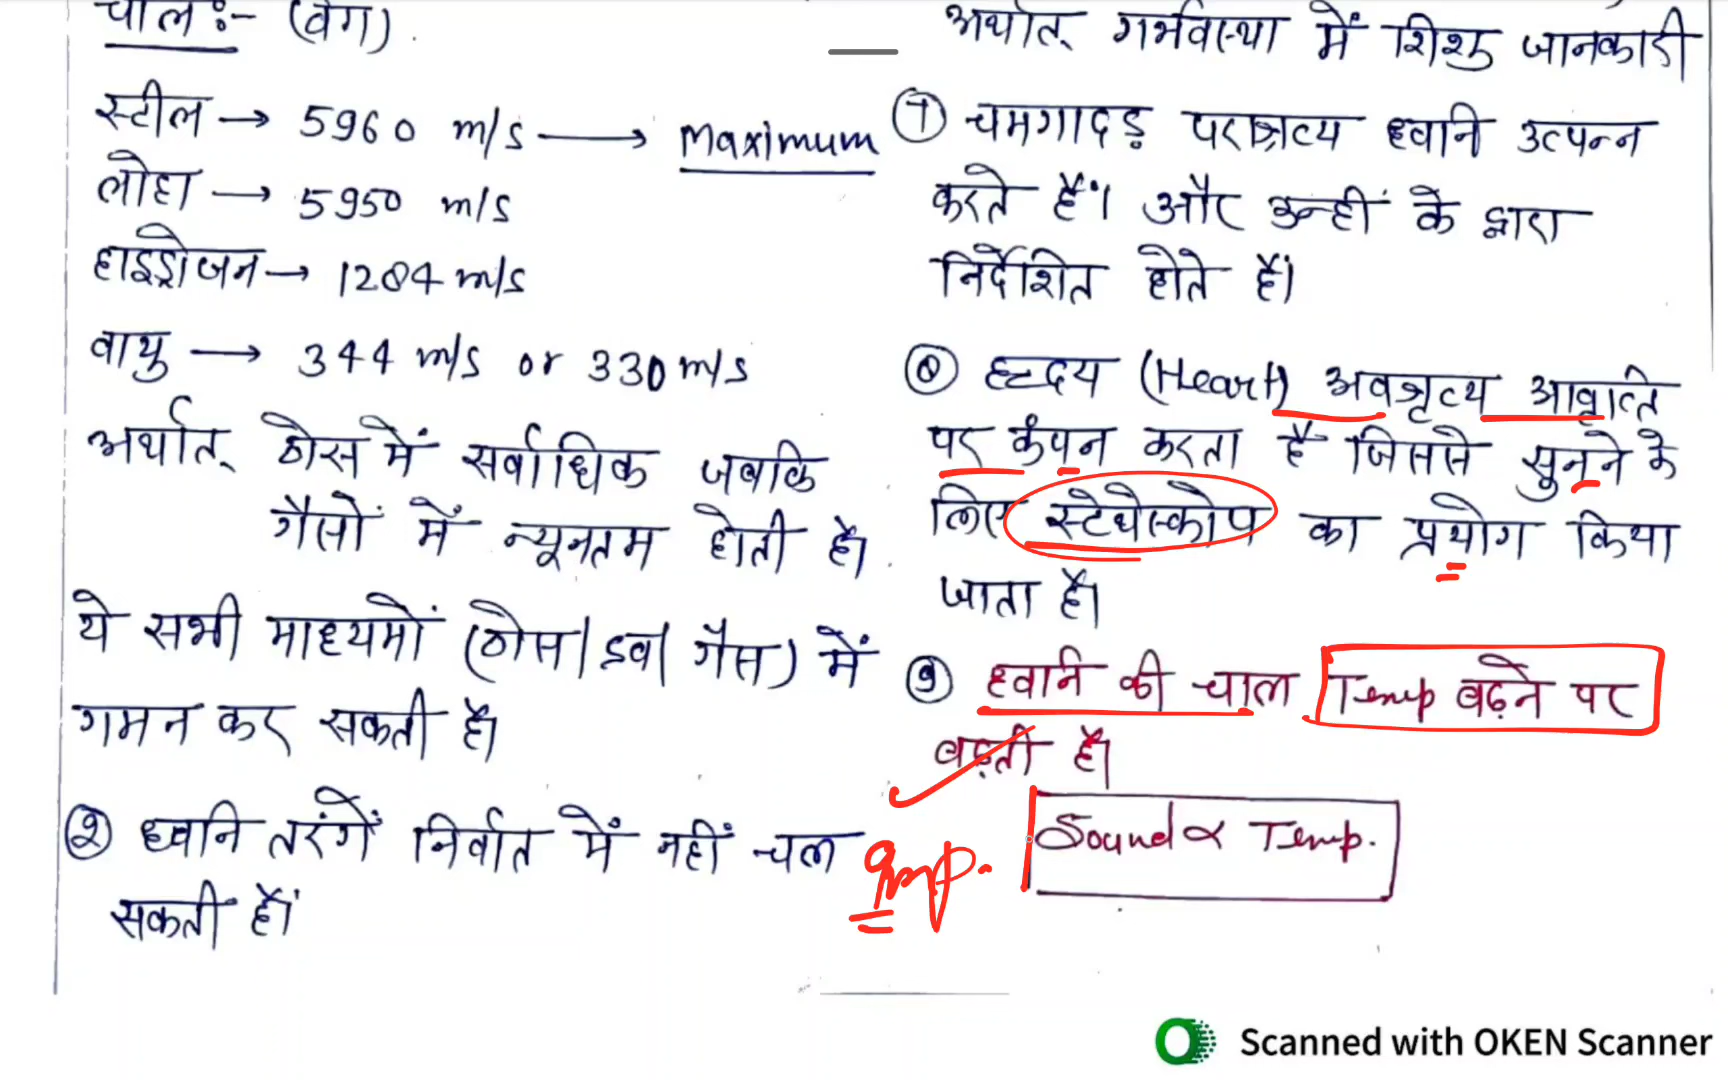 चाल :- (वेग).
स्टील → 5960 m/s → Maximum
लोहा → 5950 m/s
हाइड्रोजन → 1284 m/s
वायु → 344 m/s or 330 m/s
अर्थात् ठोस में सर्वाधिक जबकि
गैसों में न्यूनतम होती है।
ये सभी माध्यमों (ठोस/द्रव/गैस) में
गमन कर सकती है।
② ध्वनि तरंगें निर्वात में नहीं चल
सकती हैं।
अर्थात् गर्भवस्था में शिशु जानकारी
⑦ चमगादड़ पराश्रव्य ध्वनि उत्पन्न
करते हैं। और उन्हीं के द्वारा
निर्देशित होते हैं।
⑧ हृदय (Heart) अवश्रव्य आवृत्ति
पर कंपन करता है जिससे सुनने के
लिए स्टेथेस्कोप का प्रयोग किया
जाता है।
⑨ ध्वनि की चाल Temp बढ़ने पर
बढ़ती है।
Sound ∝ Temp.
Imp.
Scanned with OKEN Scanner